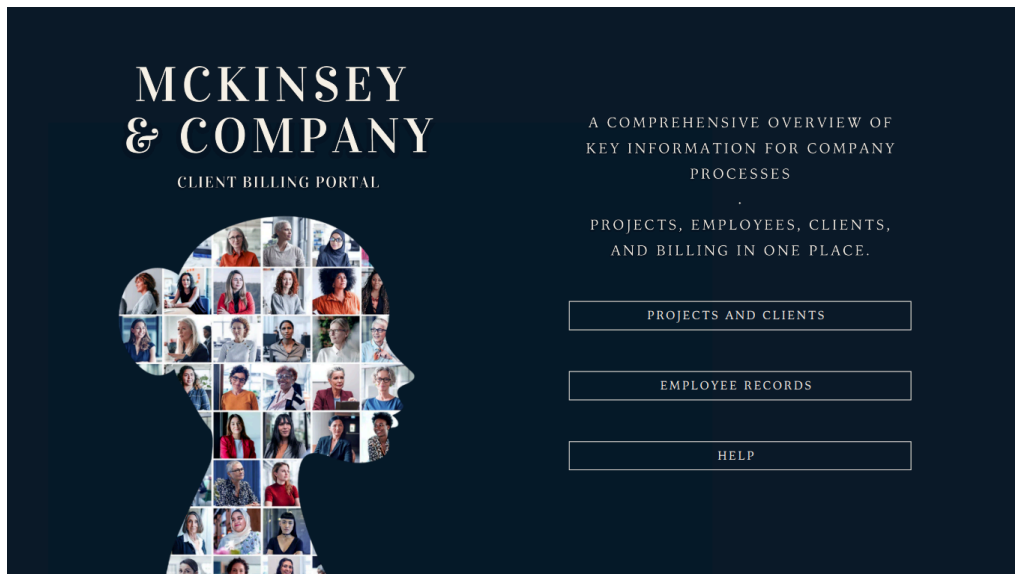 MCKINSEY
& COMPANY
CLIENT BILLING PORTAL
A COMPREHENSIVE OVERVIEW OF
KEY INFORMATION FOR COMPANY
PROCESSES
.
PROJECTS, EMPLOYEES, CLIENTS,
AND BILLING IN ONE PLACE.
PROJECTS AND CLIENTS
EMPLOYEE RECORDS
HELP